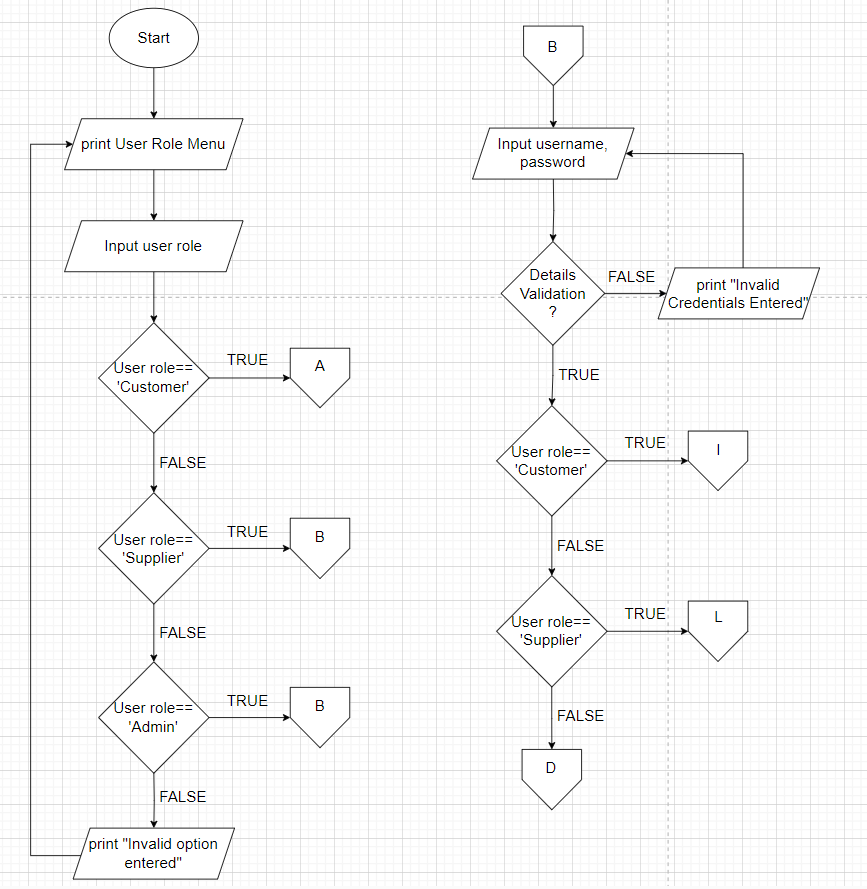 Start
print User Role Menu
Input user role
User role==
'Customer'
TRUE
A
FALSE
User role==
'Supplier'
TRUE
B
FALSE
User role==
'Admin'
TRUE
B
FALSE
print "Invalid option
entered"
B
Input username,
password
Details
Validation
?
FALSE
print "Invalid
Credentials Entered"
TRUE
User role==
'Customer'
TRUE
I
FALSE
User role==
'Supplier'
TRUE
L
FALSE
D